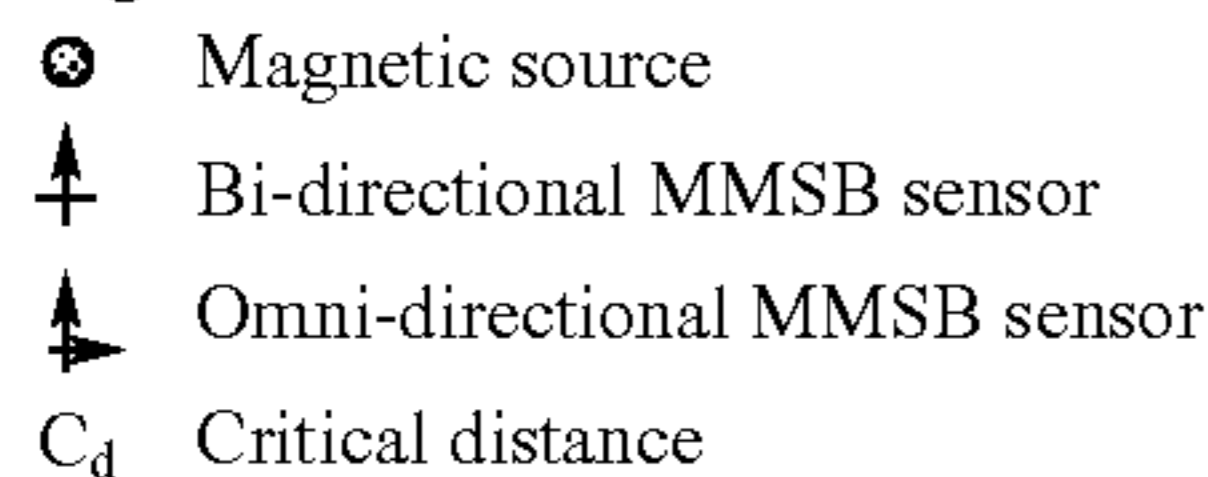 Magnetic source
Bi-directional MMSB sensor
Omni-directional MMSB sensor
C_d Critical distance